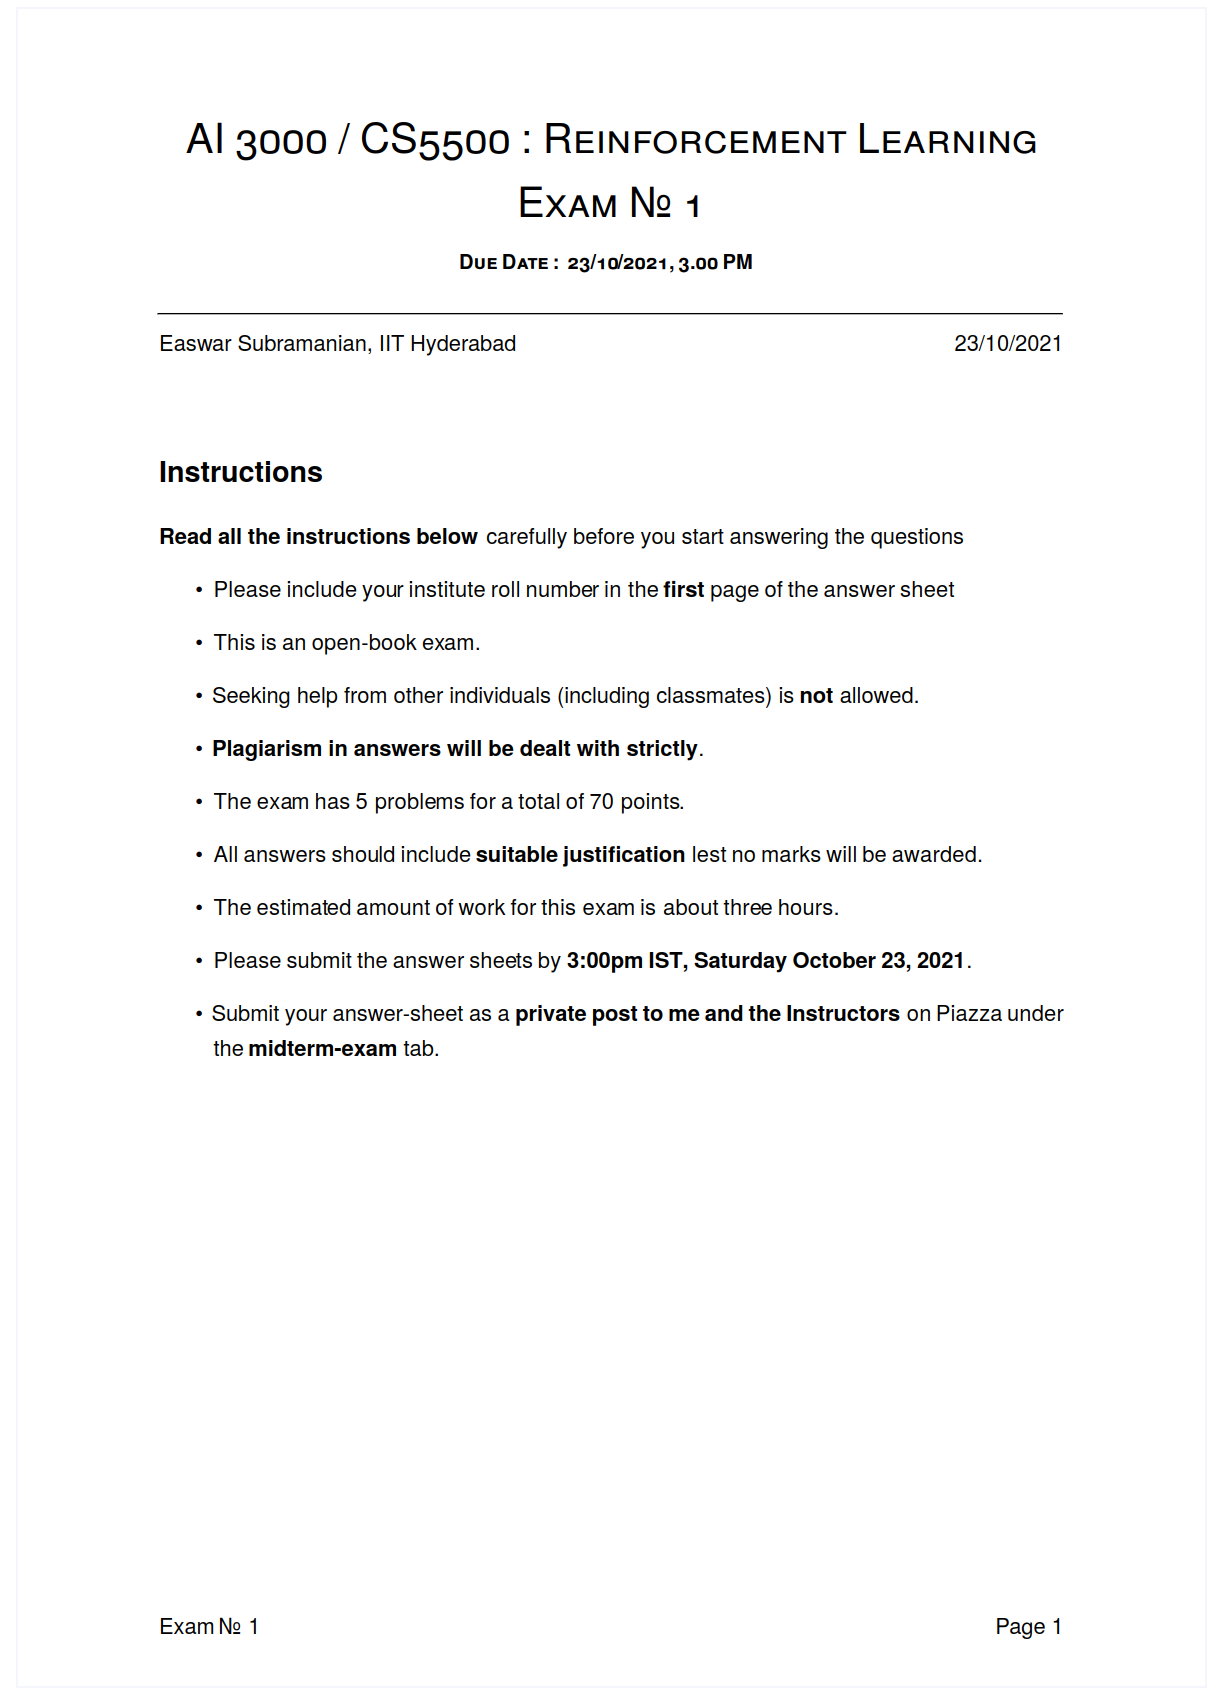 AI 3000 / CS5500 : Reinforcement Learning
Exam № 1
Due Date : 23/10/2021, 3.00 PM
Easwar Subramanian, IIT Hyderabad 23/10/2021
Instructions
Read all the instructions below carefully before you start answering the questions
• Please include your institute roll number in the first page of the answer sheet
• This is an open-book exam.
• Seeking help from other individuals (including classmates) is not allowed.
• Plagiarism in answers will be dealt with strictly.
• The exam has 5 problems for a total of 70 points.
• All answers should include suitable justification lest no marks will be awarded.
• The estimated amount of work for this exam is about three hours.
• Please submit the answer sheets by 3:00pm IST, Saturday October 23, 2021.
• Submit your answer-sheet as a private post to me and the Instructors on Piazza under
the midterm-exam tab.
Exam № 1 Page 1